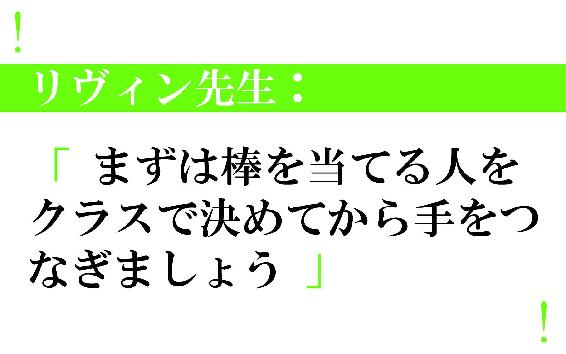 !
リヴィン先生：
「 まずは棒を当てる人を
クラスで決めてから手をつ
なぎましょう 」
!